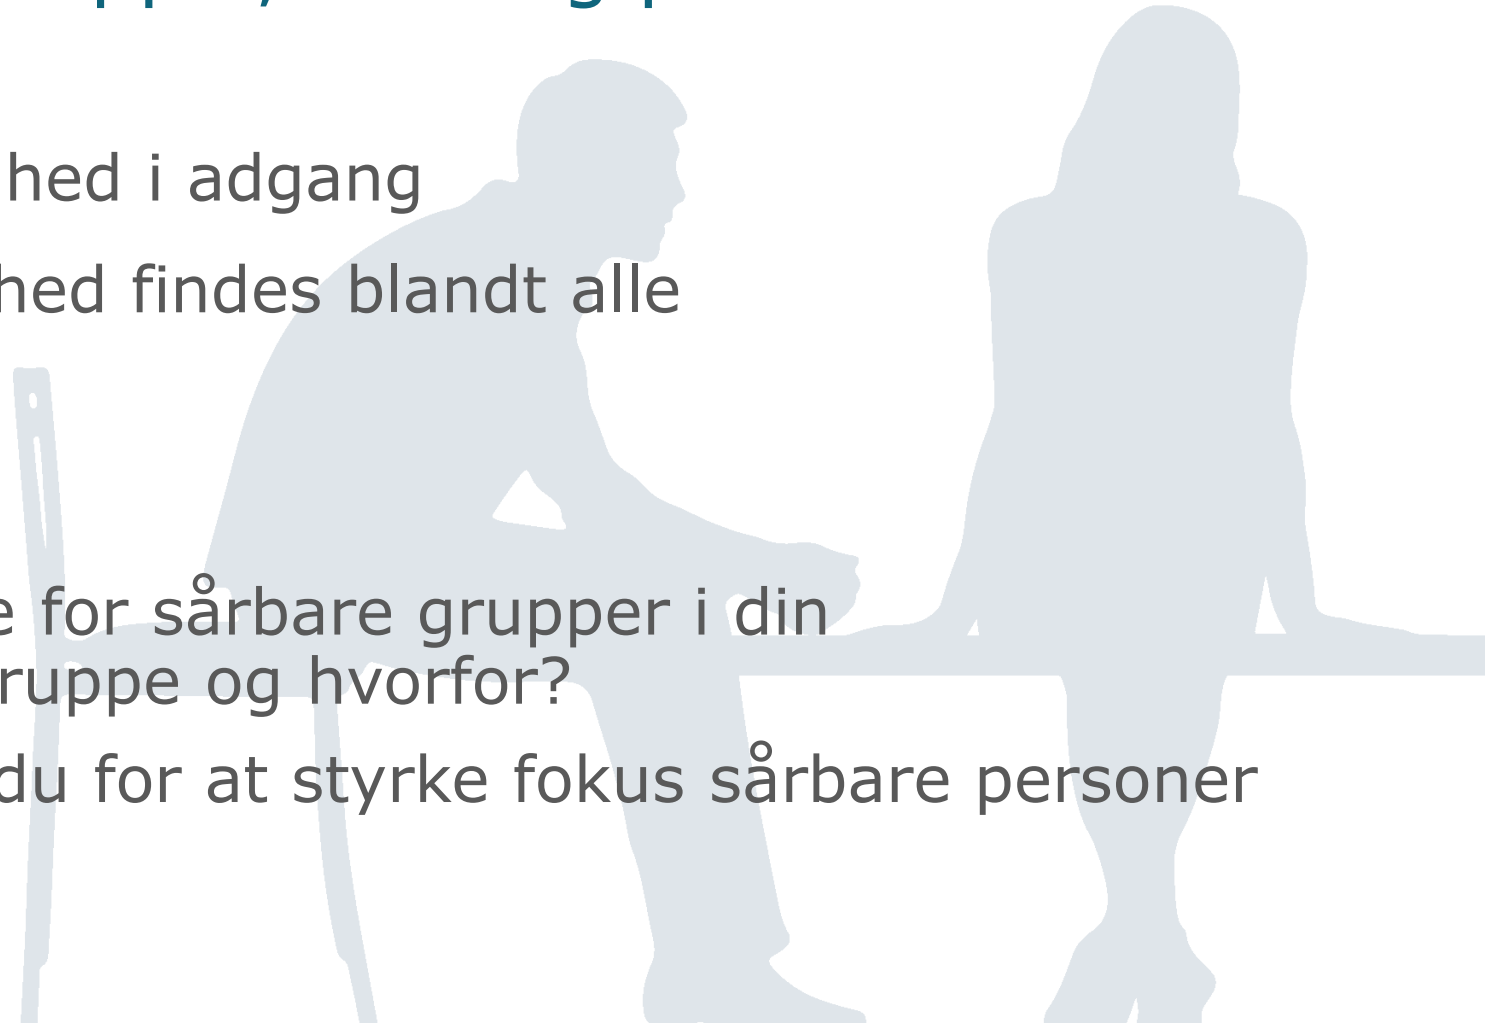 hed i adgang
hed findes blandt alle
e for sårbare grupper i din
ruppe og hvorfor?
du for at styrke fokus sårbare personer